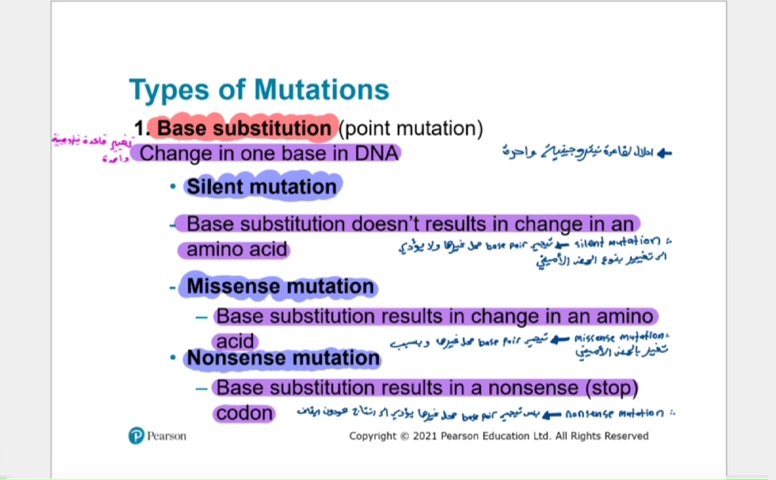 Types of Mutations
1. Base substitution (point mutation)
تغيير قاعدة نيتروجينية واحدة
Change in one base in DNA
← احلال لقاعدة نيتروجينية واحدة
• Silent mutation
- Base substitution doesn't results in change in an
amino acid
silent mutation ← تيجي base pair محل غيرها ولا يؤدي
الى تغيير بنوع الحمض الأميني
- Missense mutation
– Base substitution results in change in an amino
acid
missense mutation ← تيجي base pair محل غيرها وبسبب
تغير بالحمض الأميني
• Nonsense mutation
– Base substitution results in a nonsense (stop)
codon
nonsense mutation ← بس تيجي base pair محل غيرها يؤدي الى انتاج كودون ايقاف
P Pearson
Copyright © 2021 Pearson Education Ltd. All Rights Reserved